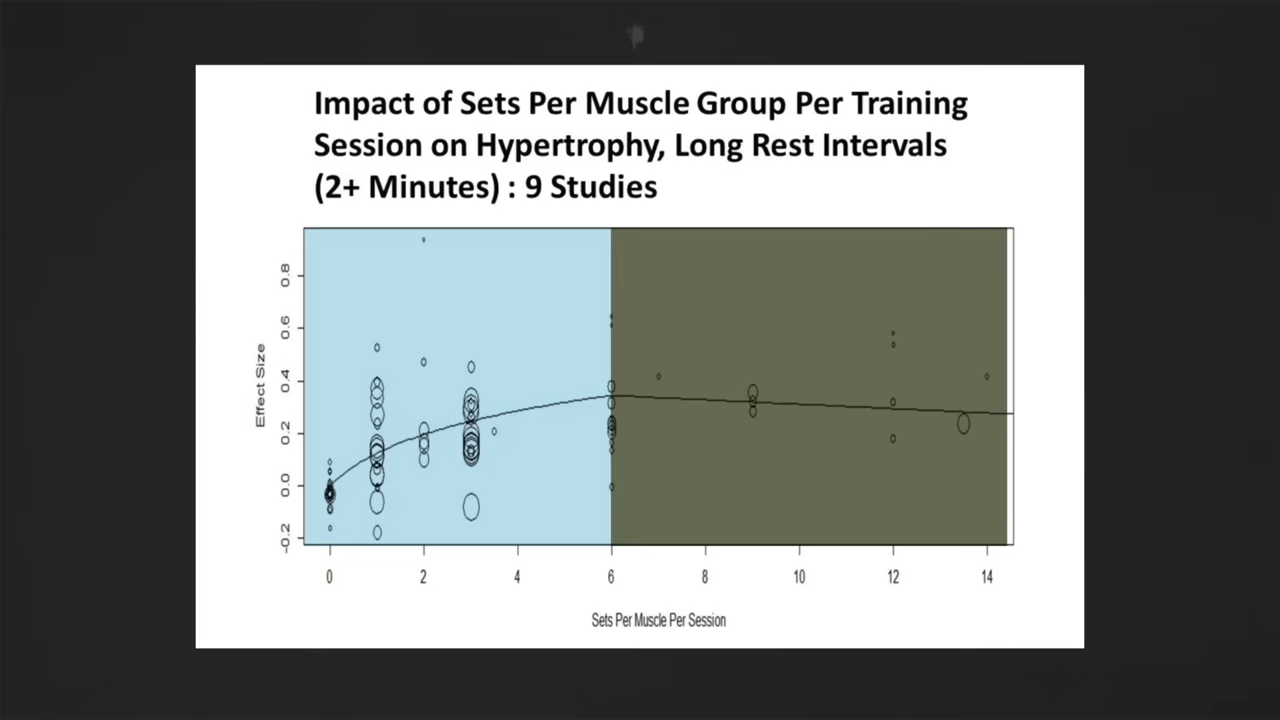 Impact of Sets Per Muscle Group Per Training
Session on Hypertrophy, Long Rest Intervals
(2+ Minutes) : 9 Studies
Effect Size
0.8
0.6
0.4
0.2
0.0
-0.2
0 2 4 6 8 10 12 14
Sets Per Muscle Per Session